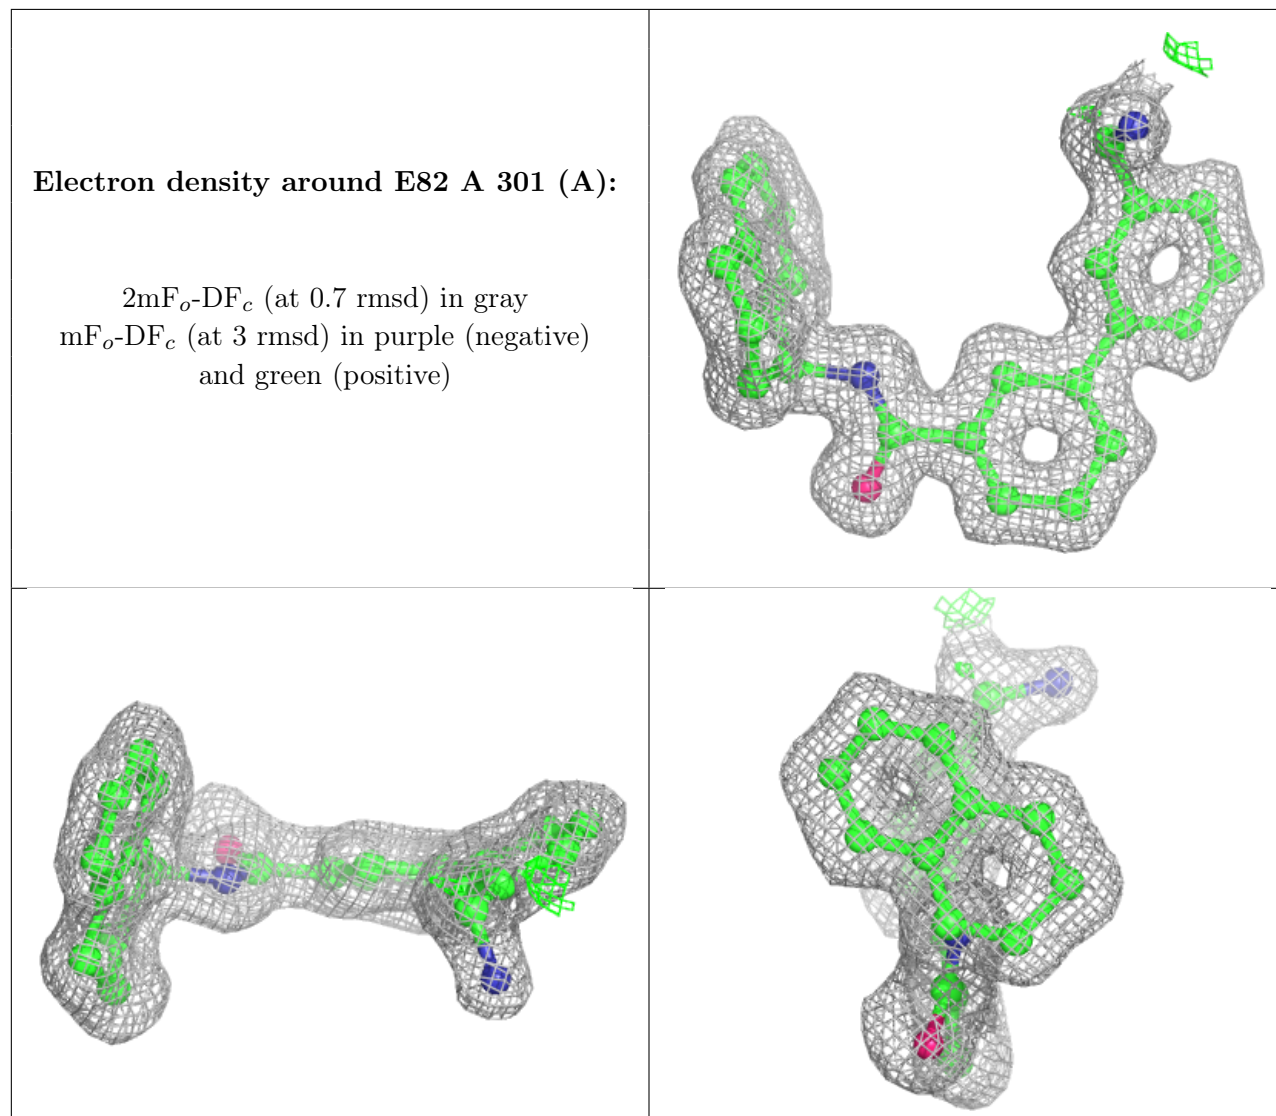 Electron density around E82 A 301 (A):
2mFo-DFc (at 0.7 rmsd) in gray
mFo-DFc (at 3 rmsd) in purple (negative)
and green (positive)